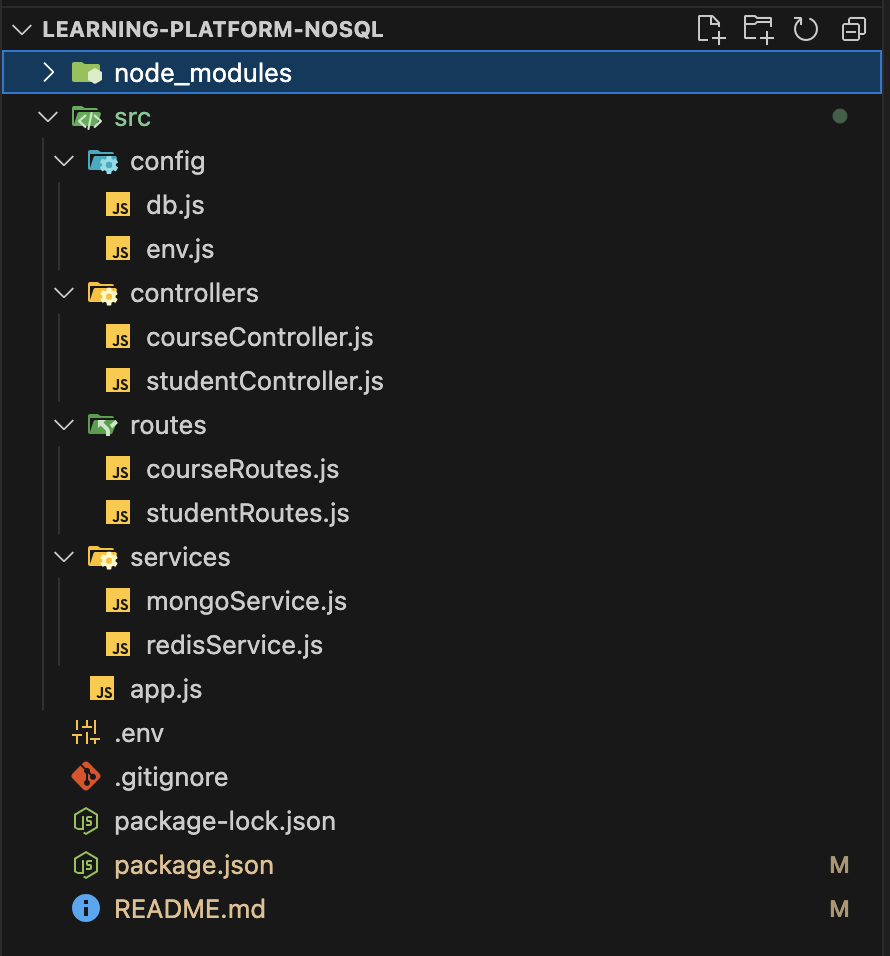 LEARNING-PLATFORM-NOSQL
node_modules
src
config
JS db.js
JS env.js
controllers
JS courseController.js
JS studentController.js
routes
JS courseRoutes.js
JS studentRoutes.js
services
JS mongoService.js
JS redisService.js
JS app.js
.env
.gitignore
JS package-lock.json
JS package.json M
README.md M